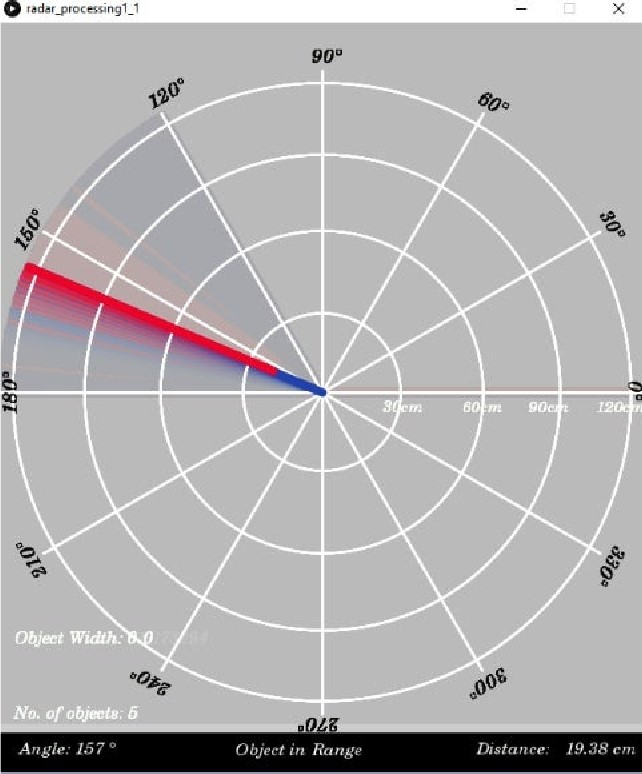 radar_processing1_1
90°
120°
60°
150°
30°
180°
0°
30cm 60cm 90cm 120cm
210°
330°
Object Width: 0.0
240°
300°
No. of objects: 5
270°
Angle: 157 ° Object in Range Distance: 19.38 cm